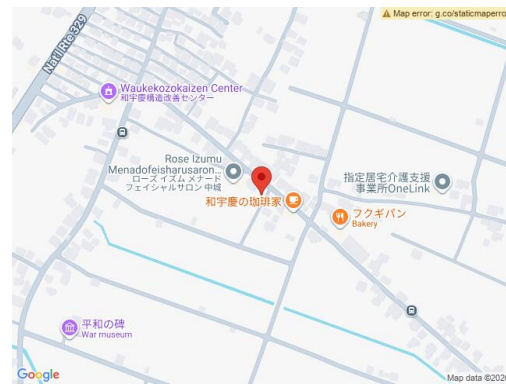 Map error: g.co/staticmaperro
Nat'l Rte 329
Waukekozokaizen Center
和宇慶構造改善センター
Rose Izumu
Menadofeisharusaron...
ローズ イズム メナード
フェイシャルサロン 中城
指定居宅介護支援
事業所OneLink
和宇慶の珈琲家
フクギパン
Bakery
平和の碑
War museum
Google
Map data ©2026